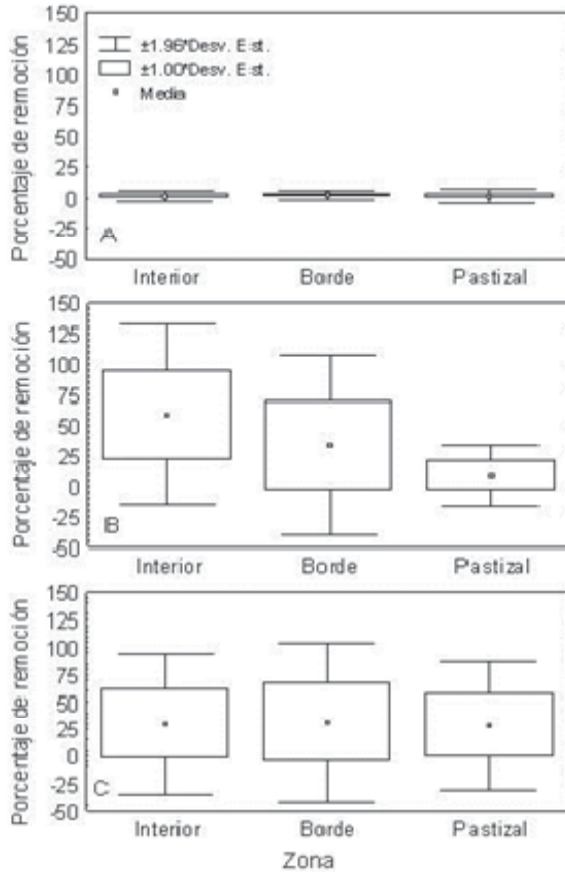 150
125
100
75
50
25
0
-25
-50
Porcentaje de remoción
±1.96*Desv. Est.
±1.00*Desv. Est.
Media
A
Interior Borde Pastizal
150
125
100
75
50
25
0
-25
-50
Porcentaje de remoción
B
Interior Borde Pastizal
150
125
100
75
50
25
0
-25
-50
Porcentaje de remoción
C
Interior Borde Pastizal
Zona